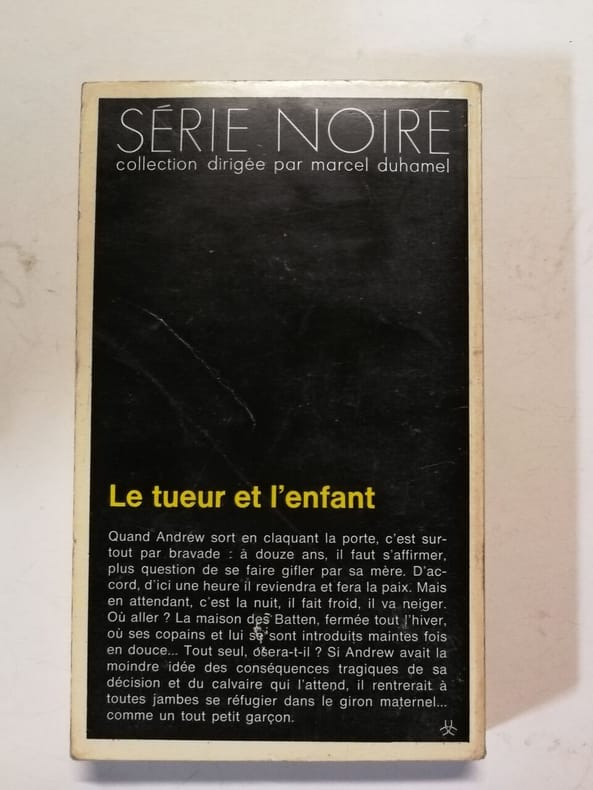 SÉRIE NOIRE
collection dirigée par marcel duhamel
Le tueur et l'enfant
Quand Andrew sort en claquant la porte, c'est sur-
tout par bravade : à douze ans, il faut s'affirmer,
plus question de se faire gifler par sa mère. D'ac-
cord, d'ici une heure il reviendra et fera la paix. Mais
en attendant, c'est la nuit, il fait froid, il va neiger.
Où aller ? La maison des Batten, fermée tout l'hiver,
où ses copains et lui se sont introduits maintes fois
en douce... Tout seul, osera-t-il ? Si Andrew avait la
moindre idée des conséquences tragiques de sa
décision et du calvaire qui l'attend, il rentrerait à
toutes jambes se réfugier dans le giron maternel...
comme un tout petit garçon.